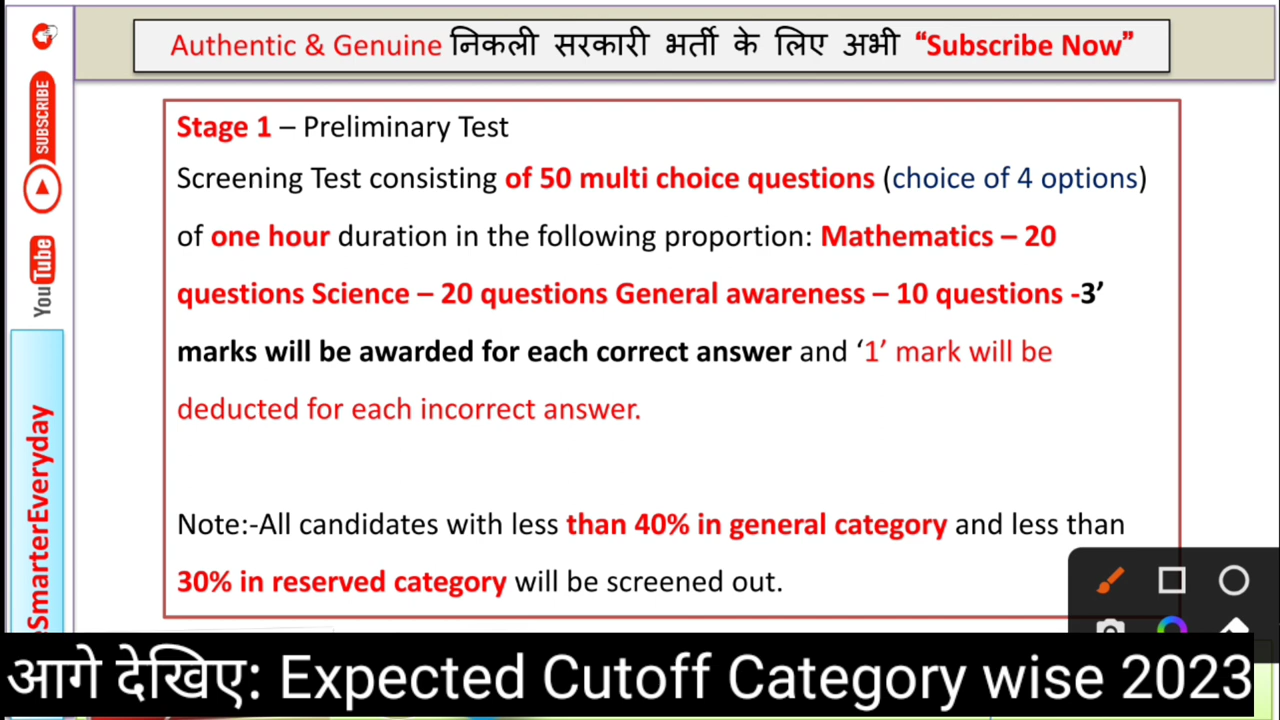 Authentic & Genuine निकली सरकारी भर्ती के लिए अभी “Subscribe Now”
SUBSCRIBE
YouTube
SmarterEveryday
Stage 1 – Preliminary Test
Screening Test consisting of 50 multi choice questions (choice of 4 options)
of one hour duration in the following proportion: Mathematics – 20
questions Science – 20 questions General awareness – 10 questions -3’
marks will be awarded for each correct answer and ‘1’ mark will be
deducted for each incorrect answer.
Note:-All candidates with less than 40% in general category and less than
30% in reserved category will be screened out.
आगे देखिए: Expected Cutoff Category wise 2023